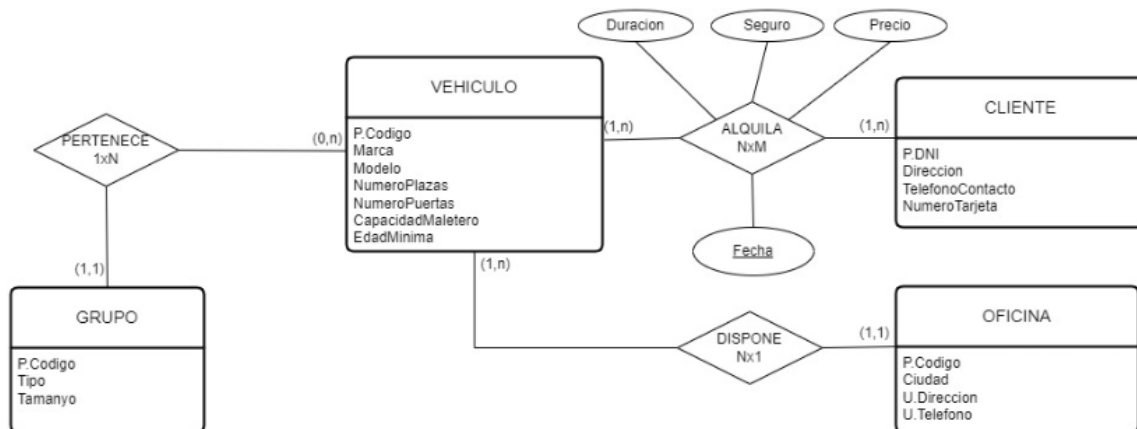 Duracion
Seguro
Precio
VEHICULO
P.Codigo
Marca
Modelo
NumeroPlazas
NumeroPuertas
CapacidadMaletero
EdadMinima
PERTENECE
1xN
(0,n)
(1,1)
(1,n)
ALQUILA
NxM
(1,n)
CLIENTE
P.DNI
Direccion
TelefonoContacto
NumeroTarjeta
Fecha
(1,n)
GRUPO
P.Codigo
Tipo
Tamanyo
DISPONE
Nx1
(1,1)
OFICINA
P.Codigo
Ciudad
U.Direccion
U.Telefono